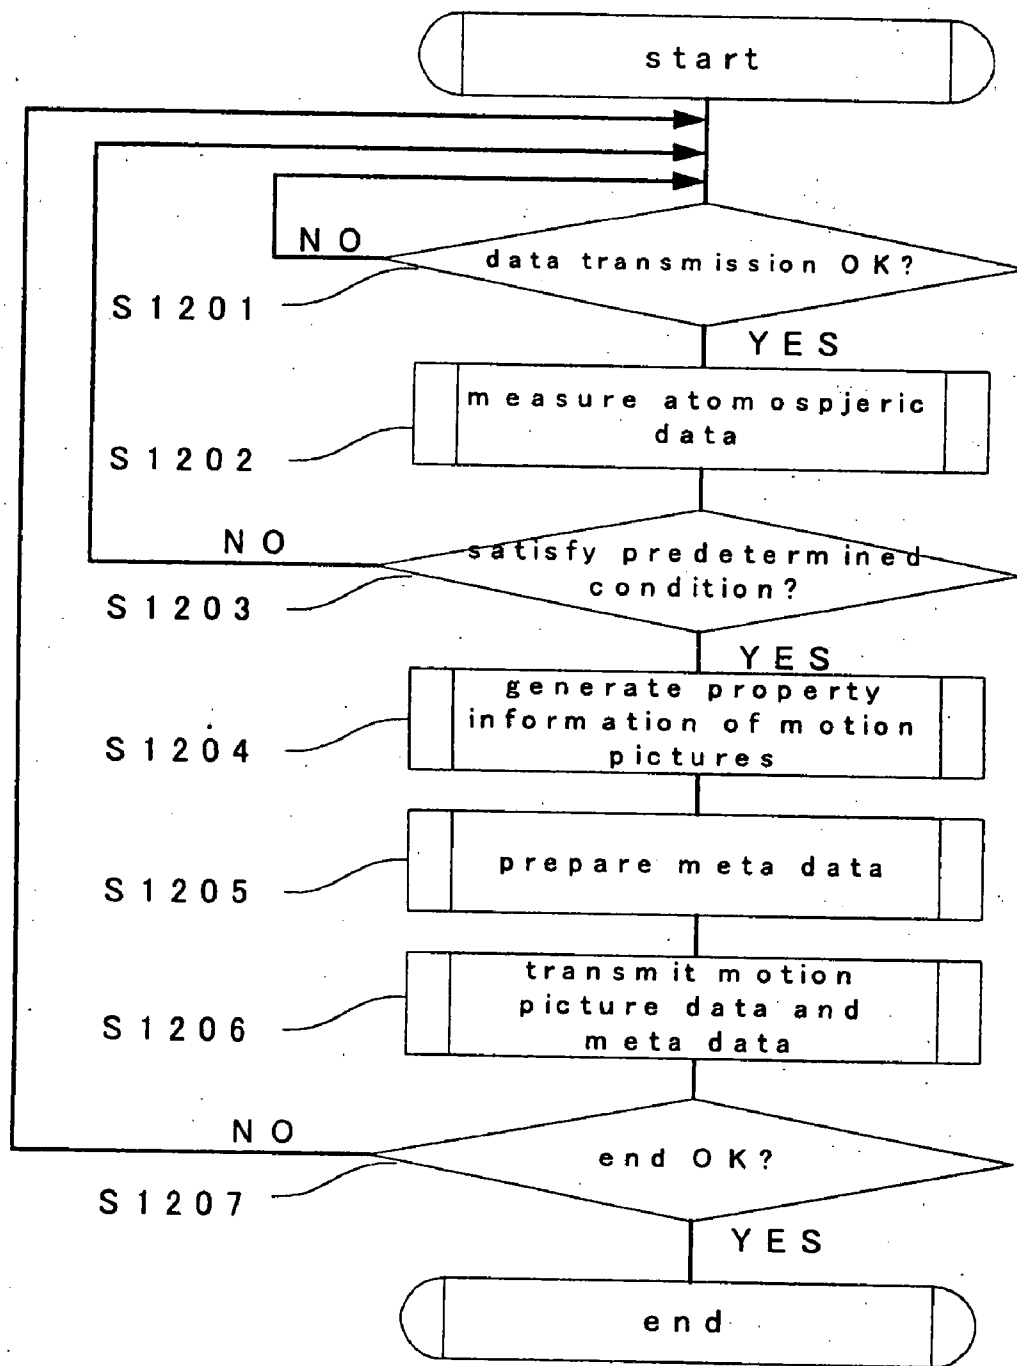 start
NO
data transmission OK?
S1201
YES
measure atomospjeric
data
S1202
NO
satisfy predetermined
condition?
S1203
YES
generate property
information of motion
pictures
S1204
prepare meta data
S1205
transmit motion
picture data and
meta data
S1206
NO
end OK?
S1207
YES
end